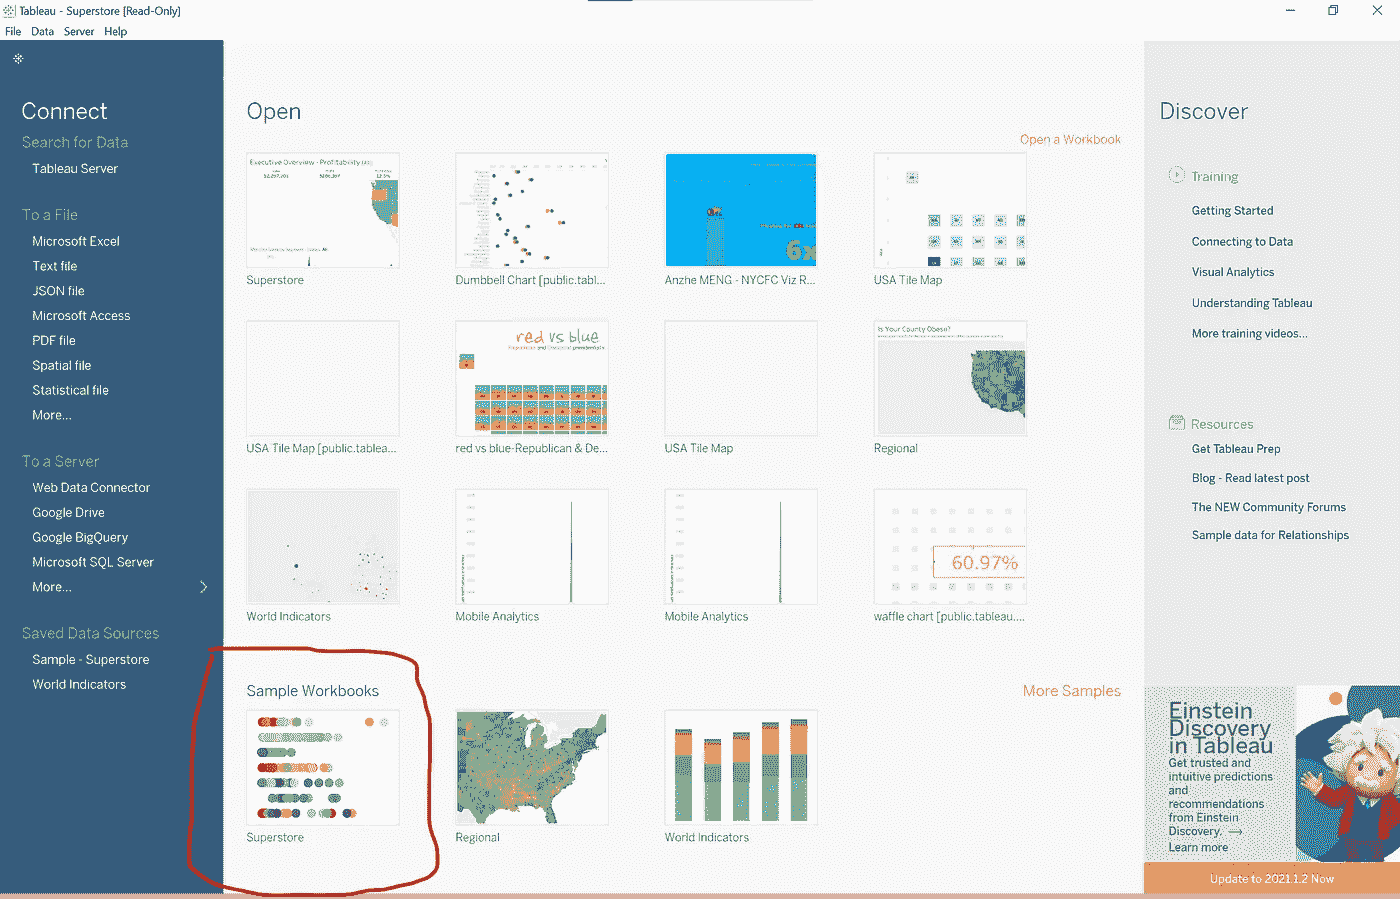 Tableau - Superstore [Read-Only]
File Data Server Help
Connect
Search for Data
Tableau Server
To a File
Microsoft Excel
Text file
JSON file
Microsoft Access
PDF file
Spatial file
Statistical file
More...
To a Server
Web Data Connector
Google Drive
Google BigQuery
Microsoft SQL Server
More...
Saved Data Sources
Sample - Superstore
World Indicators
Open
Open a Workbook
Executive Overview - Profitability
Superstore
Dumbbell Chart [public.tabl...
6x
Anzhe MENG - NYCFC Viz R...
USA Tile Map
USA Tile Map [public.tablea...
red vs blue
red vs blue-Republican & De...
USA Tile Map
Is Your County Obese?
Regional
World Indicators
Mobile Analytics
Mobile Analytics
60.97%
waffle chart [public.tableau....
Sample Workbooks
More Samples
Superstore
Regional
World Indicators
Discover
Training
Getting Started
Connecting to Data
Visual Analytics
Understanding Tableau
More training videos...
Resources
Get Tableau Prep
Blog - Read latest post
The NEW Community Forums
Sample data for Relationships
Einstein
Discovery
in Tableau
Get trusted and
intuitive predictions
and
recommendations
from Einstein
Discovery. →
Learn more
Update to 2021.1.2 Now